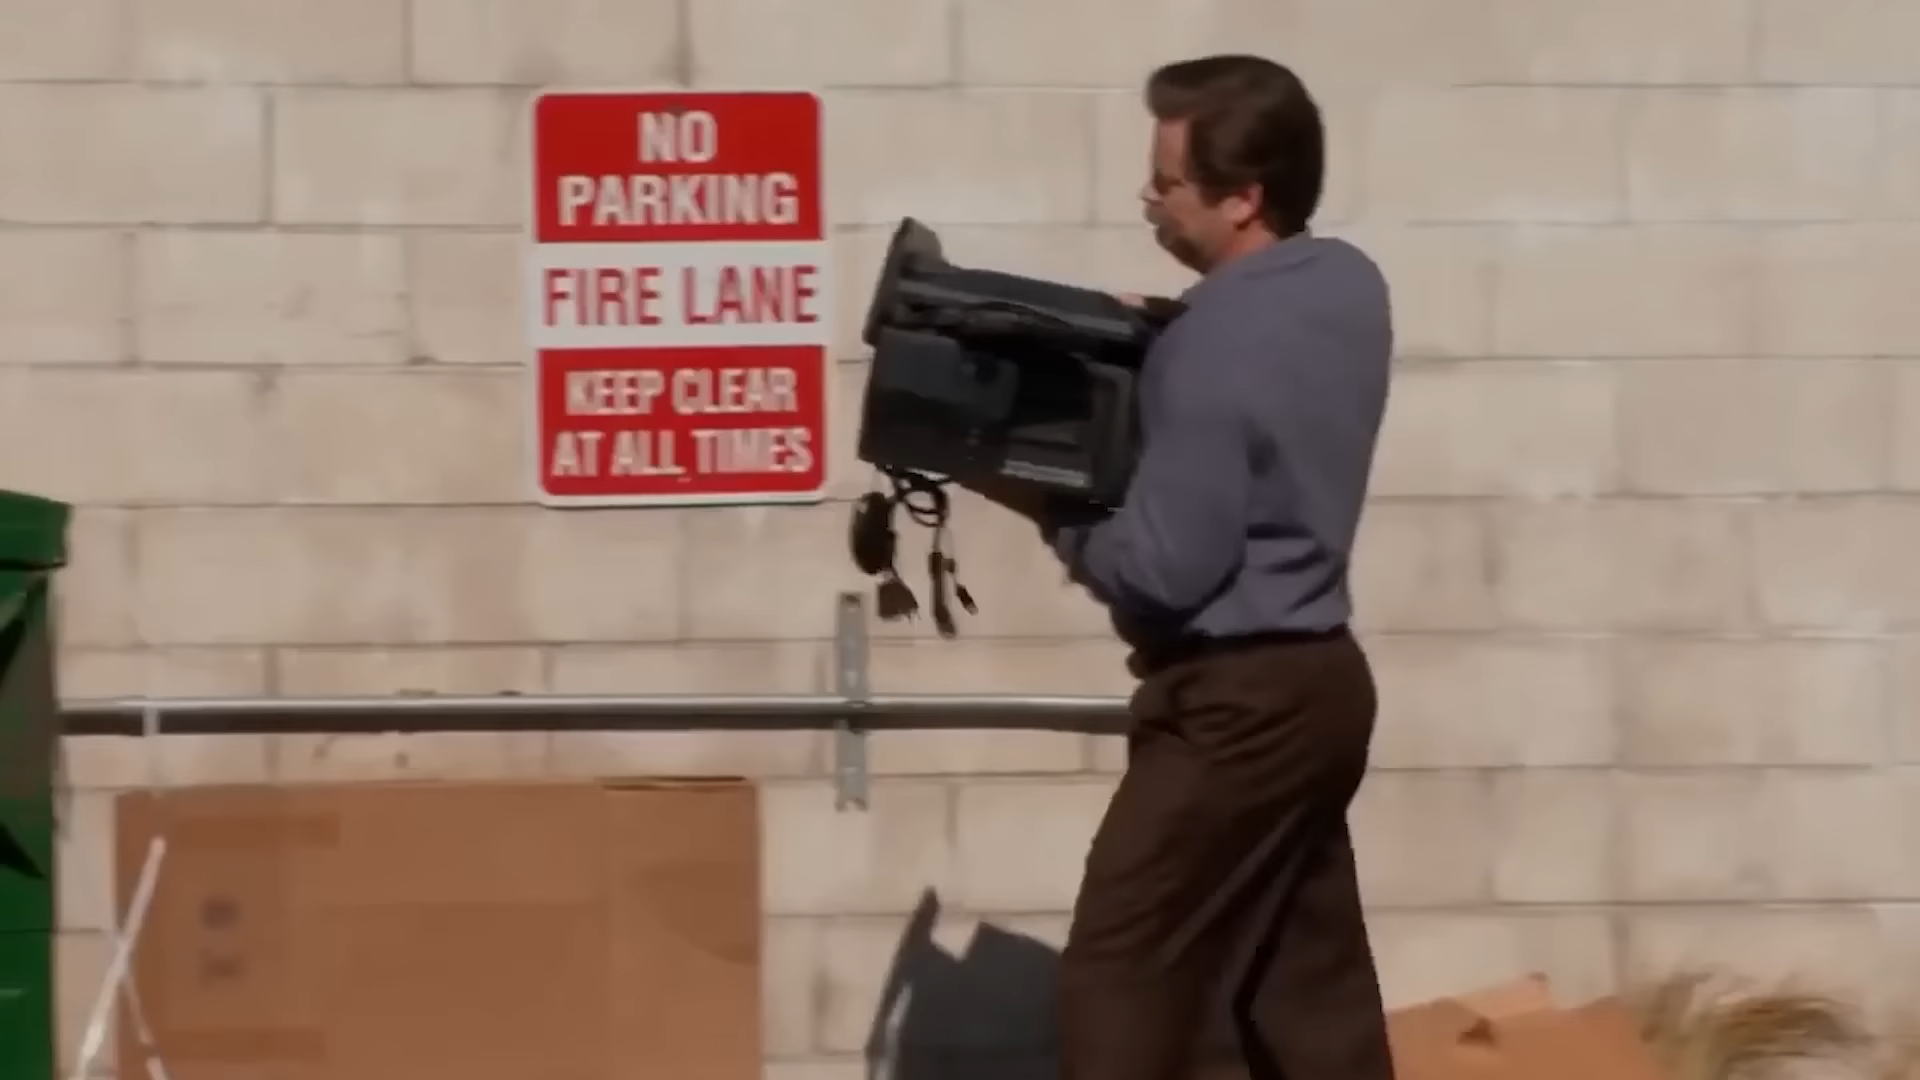 NO
PARKING
FIRE LANE
KEEP CLEAR
AT ALL TIMES